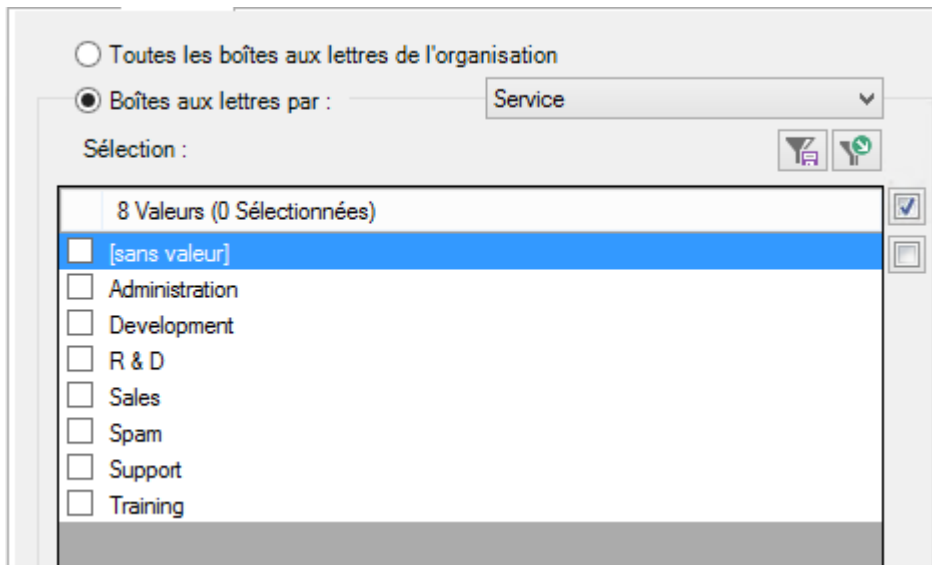 Toutes les boîtes aux lettres de l'organisation
Boîtes aux lettres par : Service
Sélection :
8 Valeurs (0 Sélectionnées)
[sans valeur]
Administration
Development
R & D
Sales
Spam
Support
Training